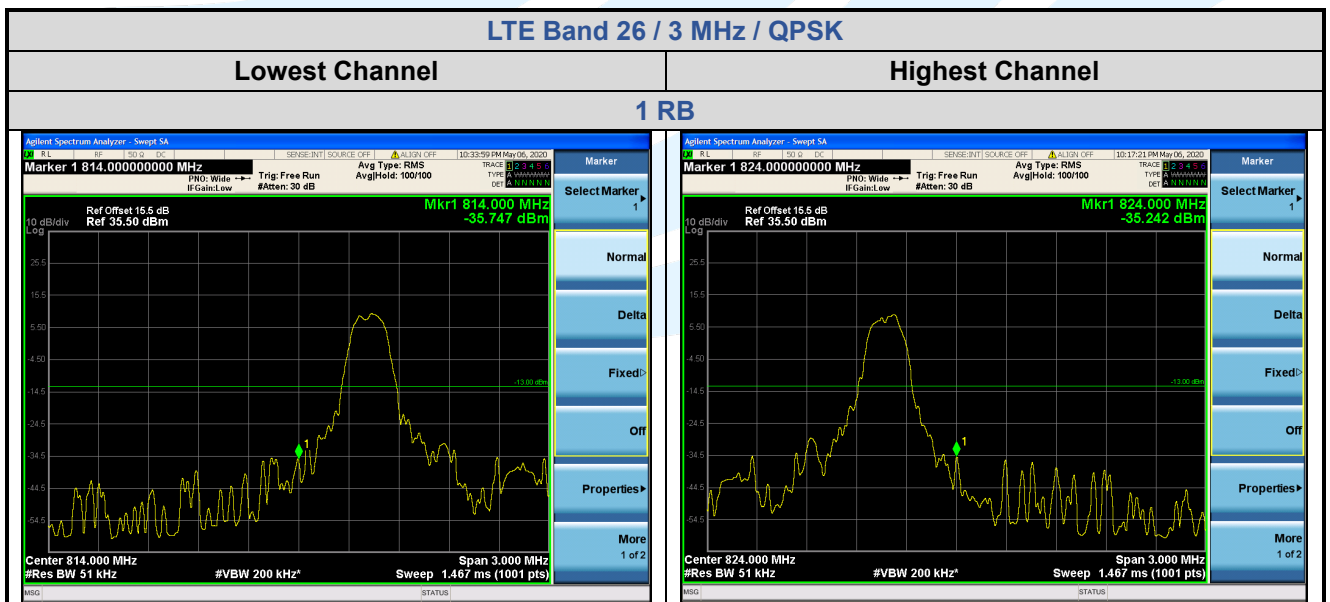 LTE Band 26 / 3 MHz / QPSK
Lowest Channel
Highest Channel
1 RB
Agilent Spectrum Analyzer - Swept SA
RL RF 50 Ω DC SENSE:INT SOURCE OFF ALIGN OFF 10:33:59 PM May 06, 2020
Marker 1 814.000000000 MHz
PNO: Wide
IFGain:Low
Trig: Free Run
#Atten: 30 dB
Avg Type: RMS
Avg|Hold: 100/100
TRACE 1 2 3 4 5 6
TYPE A
DET A N N N N N
Ref Offset 15.5 dB
Ref 35.50 dBm
Mkr1 814.000 MHz
-35.747 dBm
10 dB/div
Log
25.5
15.5
5.50
-4.50
-14.5
-24.5
-34.5
-44.5
-54.5
-13.00 dBm
1
Center 814.000 MHz
Span 3.000 MHz
#Res BW 51 kHz
#VBW 200 kHz*
Sweep 1.467 ms (1001 pts)
MSG
STATUS
Marker
Select Marker
1
Normal
Delta
Fixed
Off
Properties
More
1 of 2
Agilent Spectrum Analyzer - Swept SA
RL RF 50 Ω DC SENSE:INT SOURCE OFF ALIGN OFF 10:17:21 PM May 06, 2020
Marker 1 824.000000000 MHz
PNO: Wide
IFGain:Low
Trig: Free Run
#Atten: 30 dB
Avg Type: RMS
Avg|Hold: 100/100
TRACE 1 2 3 4 5 6
TYPE A
DET A N N N N N
Ref Offset 15.5 dB
Ref 35.50 dBm
Mkr1 824.000 MHz
-35.242 dBm
10 dB/div
Log
25.5
15.5
5.50
-4.50
-14.5
-24.5
-34.5
-44.5
-54.5
-13.00 dBm
1
Center 824.000 MHz
Span 3.000 MHz
#Res BW 51 kHz
#VBW 200 kHz*
Sweep 1.467 ms (1001 pts)
MSG
STATUS
Marker
Select Marker
1
Normal
Delta
Fixed
Off
Properties
More
1 of 2